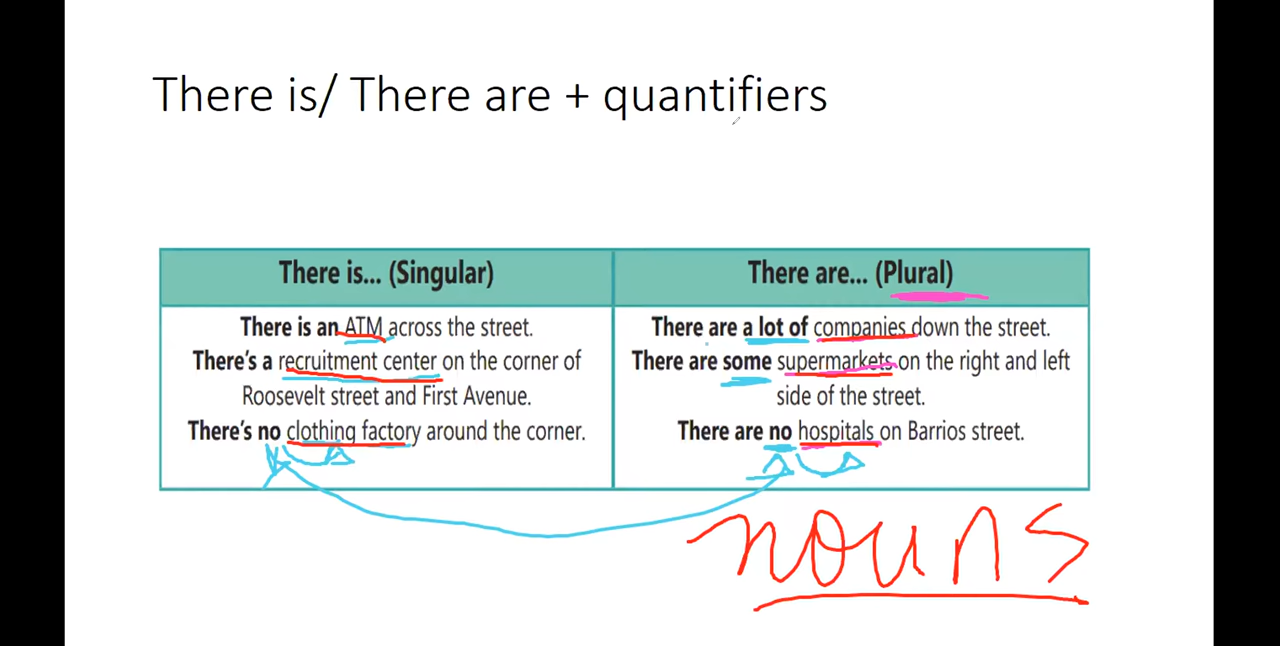 There is/ There are + quantifiers
There is... (Singular)
There is an ATM across the street.
There's a recruitment center on the corner of
Roosevelt street and First Avenue.
There's no clothing factory around the corner.
There are... (Plural)
There are a lot of companies down the street.
There are some supermarkets on the right and left
side of the street.
There are no hospitals on Barrios street.
nouns